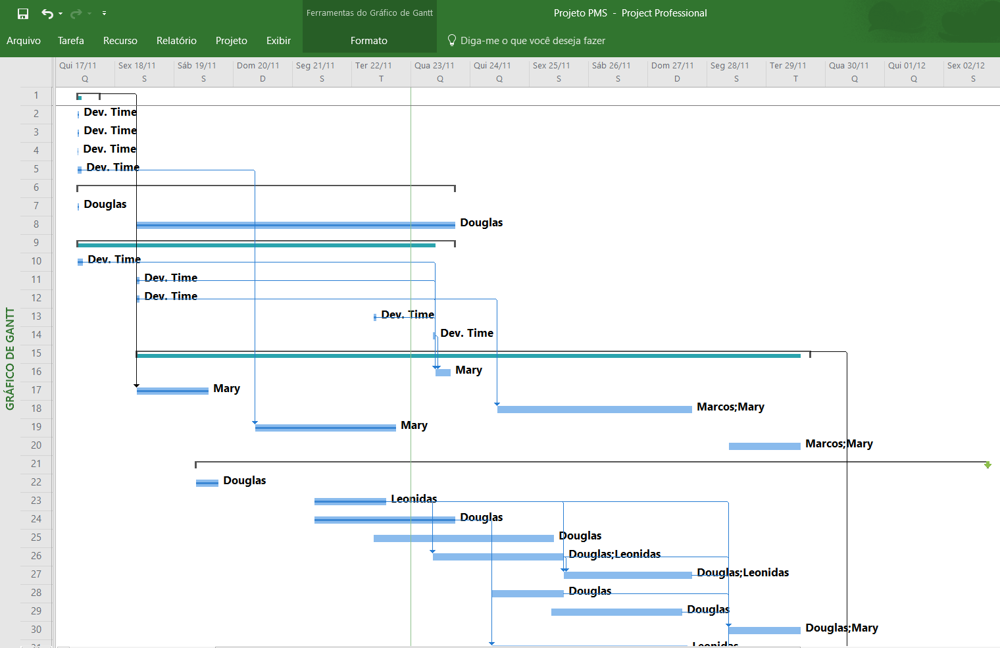 Ferramentas do Gráfico de Gantt
Projeto PMS - Project Professional
Arquivo Tarefa Recurso Relatório Projeto Exibir Formato Diga-me o que você deseja fazer
Qui 17/11 Sex 18/11 Sáb 19/11 Dom 20/11 Seg 21/11 Ter 22/11 Qua 23/11 Qui 24/11 Sex 25/11 Sáb 26/11 Dom 27/11 Seg 28/11 Ter 29/11 Qua 30/11 Qui 01/12 Sex 02/12
Q S S D S T Q Q S S D S T Q Q S
GRÁFICO DE GANTT
1
2 Dev. Time
3 Dev. Time
4 Dev. Time
5 Dev. Time
6
7 Douglas
8 Douglas
9
10 Dev. Time
11 Dev. Time
12 Dev. Time
13 Dev. Time
14 Dev. Time
15
16 Mary
17 Mary
18 Marcos;Mary
19 Mary
20 Marcos;Mary
21
22 Douglas
23 Leonidas
24 Douglas
25 Douglas
26 Douglas;Leonidas
27 Douglas;Leonidas
28 Douglas
29 Douglas
30 Douglas;Mary
31 Leonidas